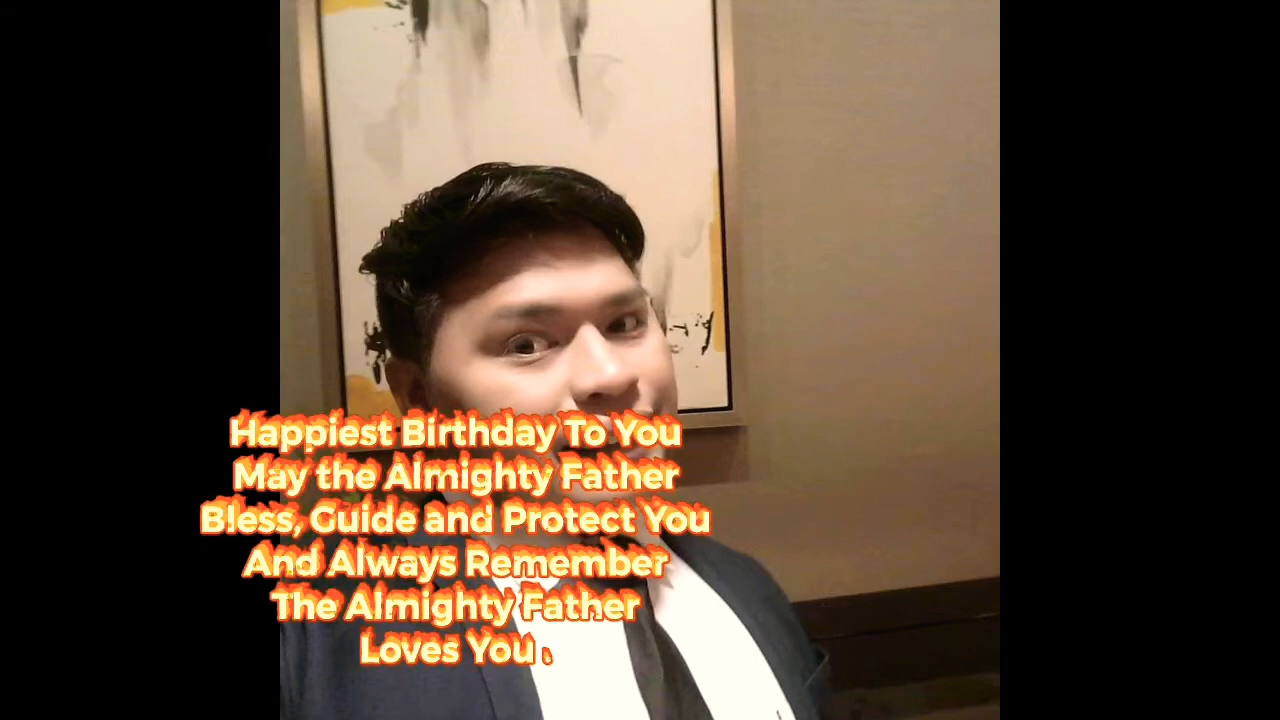 Happiest Birthday To You
May the Almighty Father
Bless, Guide and Protect You
And Always Remember
The Almighty Father
Loves You .